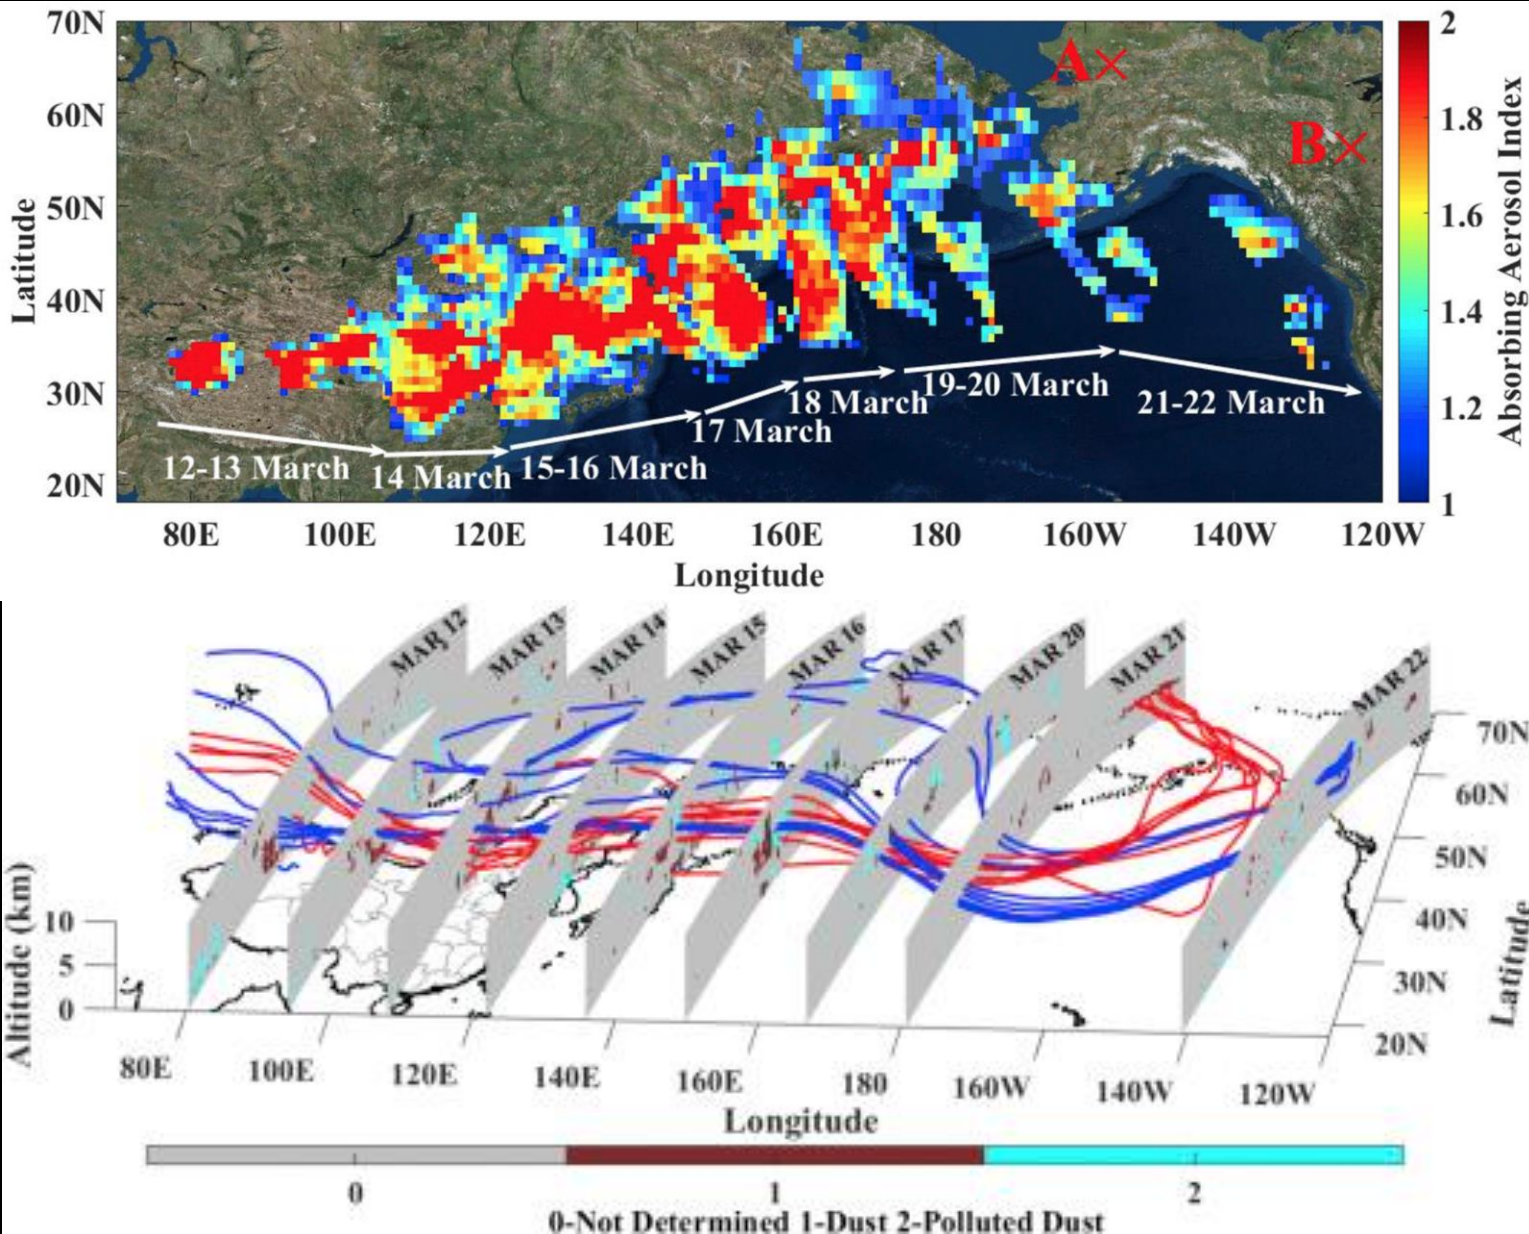 70N
60N
50N
40N
30N
20N
Latitude
A×
B×
12-13 March
14 March
15-16 March
17 March
18 March
19-20 March
21-22 March
80E 100E 120E 140E 160E 180 160W 140W 120W
Longitude
2
1.8
1.6
1.4
1.2
1
Absorbing Aerosol Index
MAR 12
MAR 13
MAR 14
MAR 15
MAR 16
MAR 17
MAR 20
MAR 21
MAR 22
Altitude (km)
10
5
0
70N
60N
50N
40N
30N
20N
Latitude
80E 100E 120E 140E 160E 180 160W 140W 120W
Longitude
0 1 2
0-Not Determined 1-Dust 2-Polluted Dust